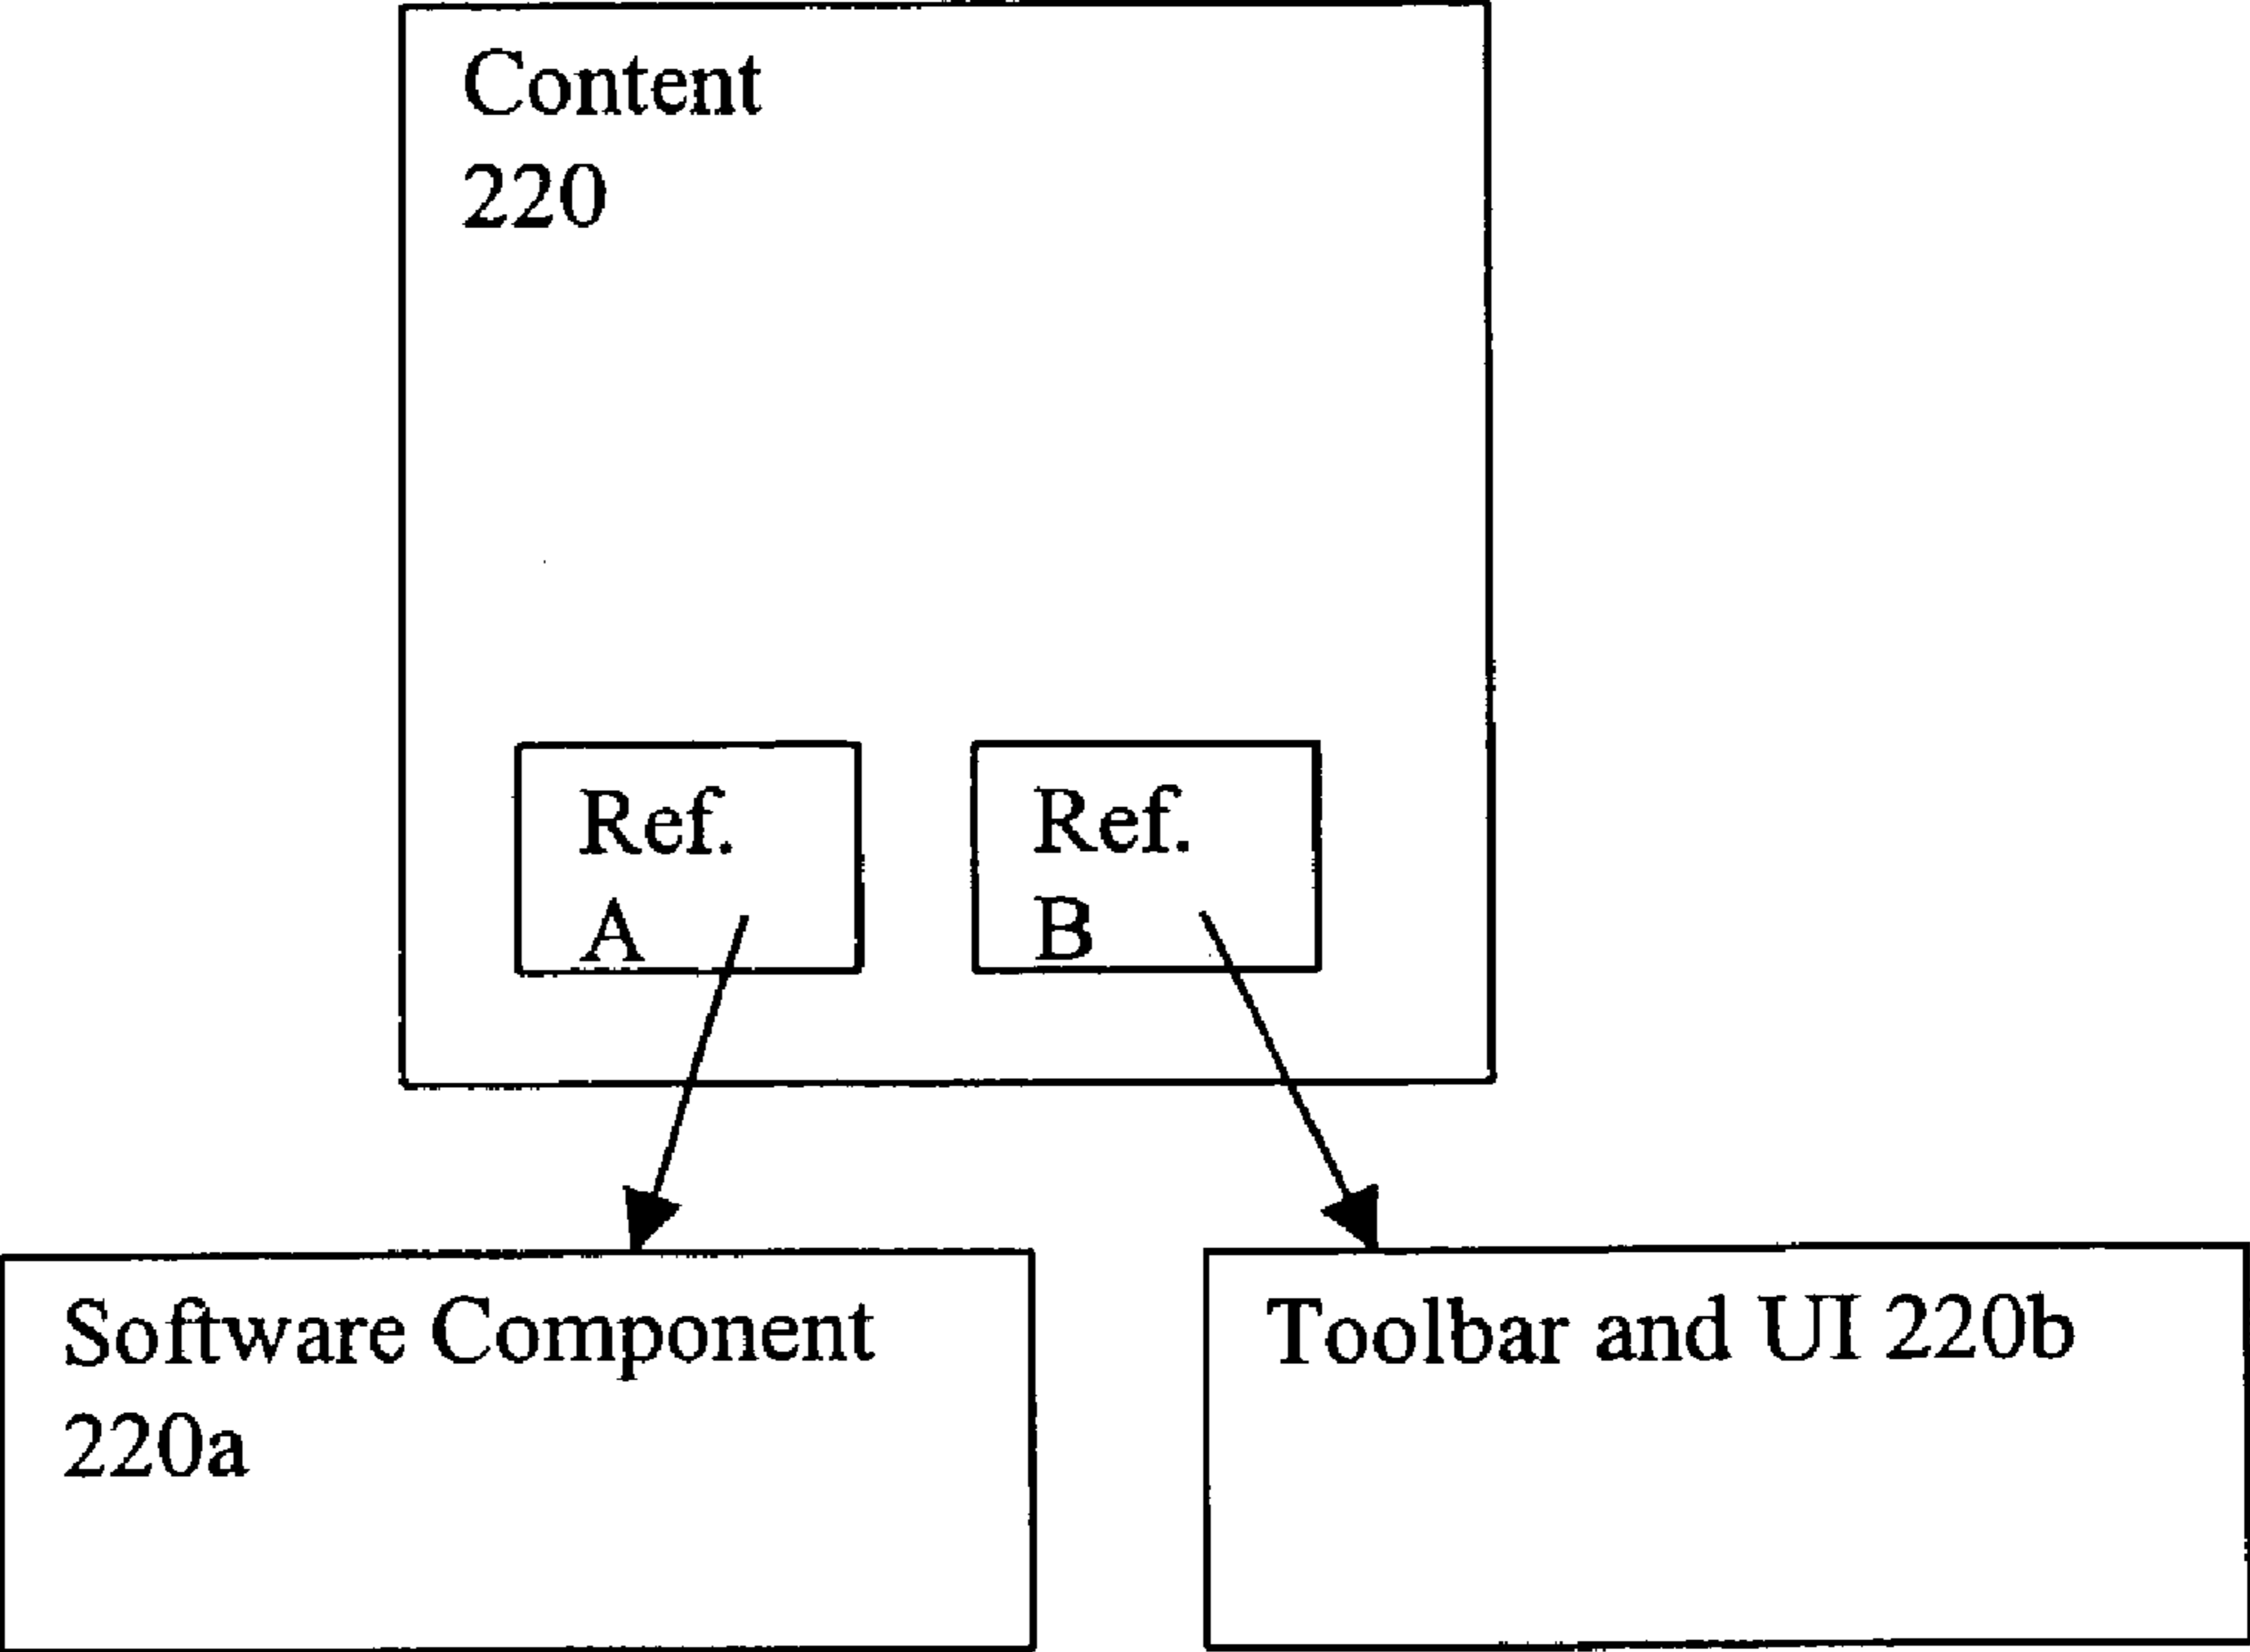 Content
220
Ref.
A
Ref.
B
Software Component
220a
Toolbar and UI 220b